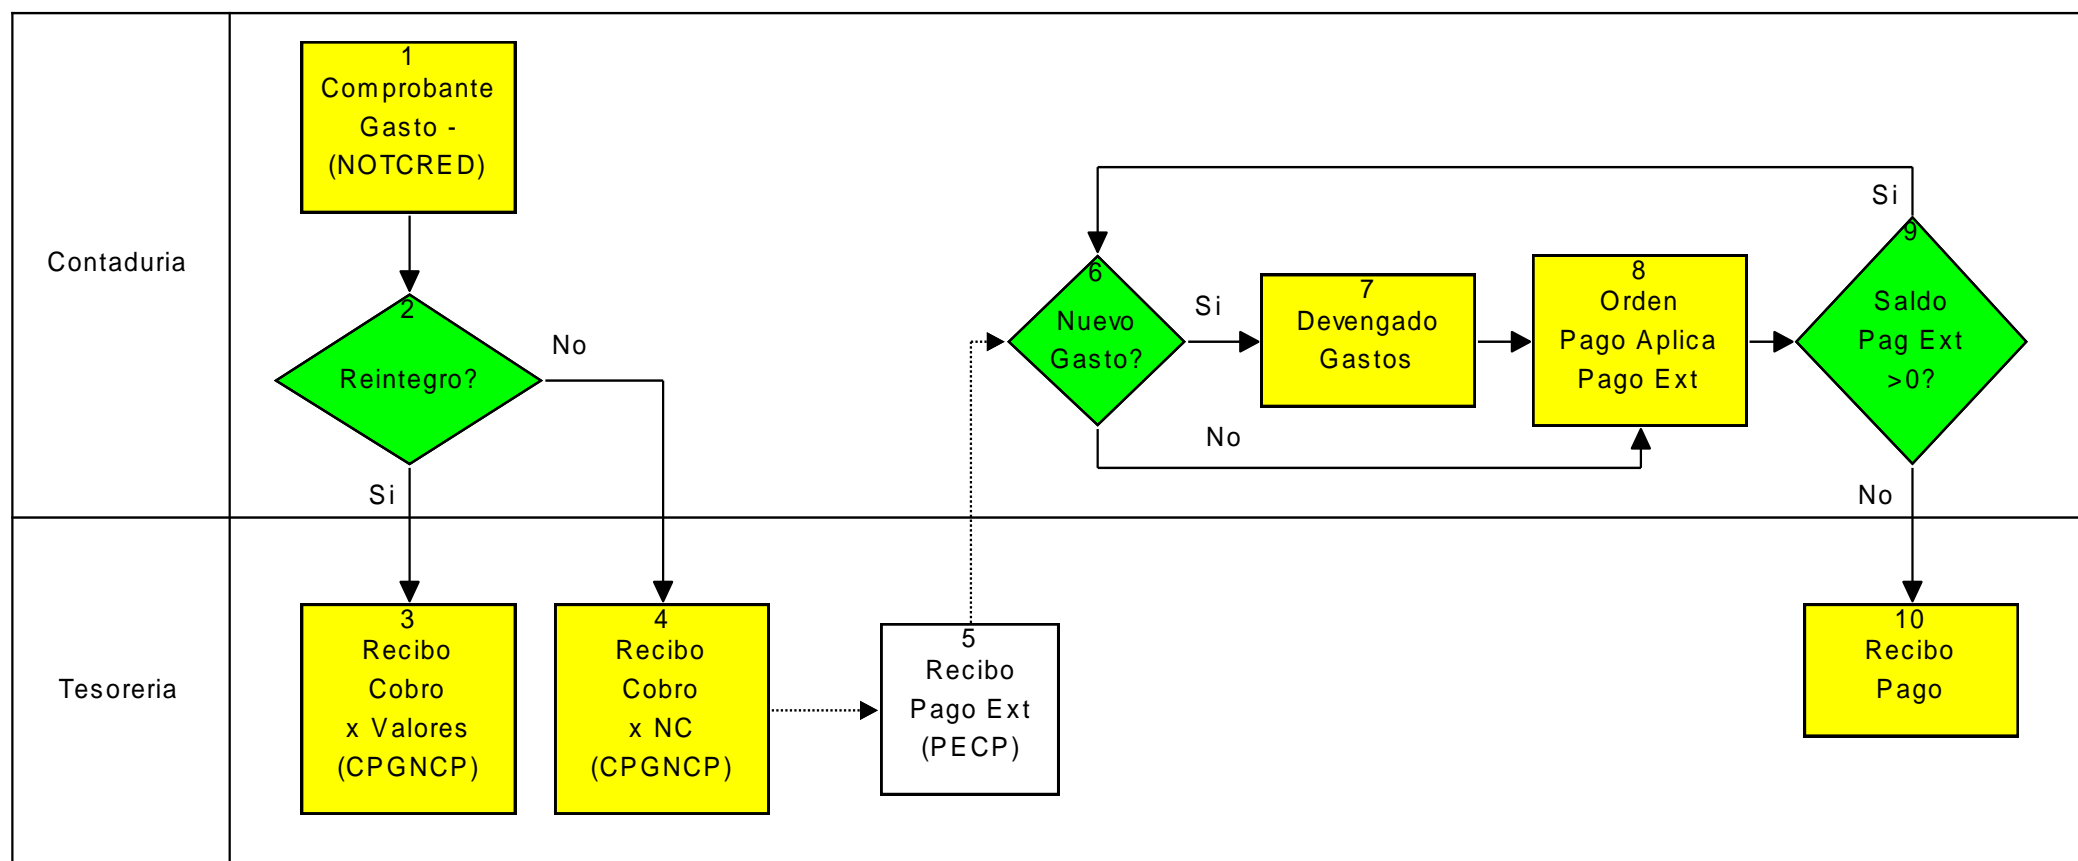 Contaduria
1
Comprobante
Gasto -
(NOTCRED)
2
Reintegro?
No
Si
6
Nuevo
Gasto?
Si
No
7
Devengado
Gastos
8
Orden
Pago Aplica
Pago Ext
9
Saldo
Pag Ext
>0?
Si
No
Tesoreria
3
Recibo
Cobro
x Valores
(CPGNCP)
4
Recibo
Cobro
x NC
(CPGNCP)
5
Recibo
Pago Ext
(PECP)
10
Recibo
Pago